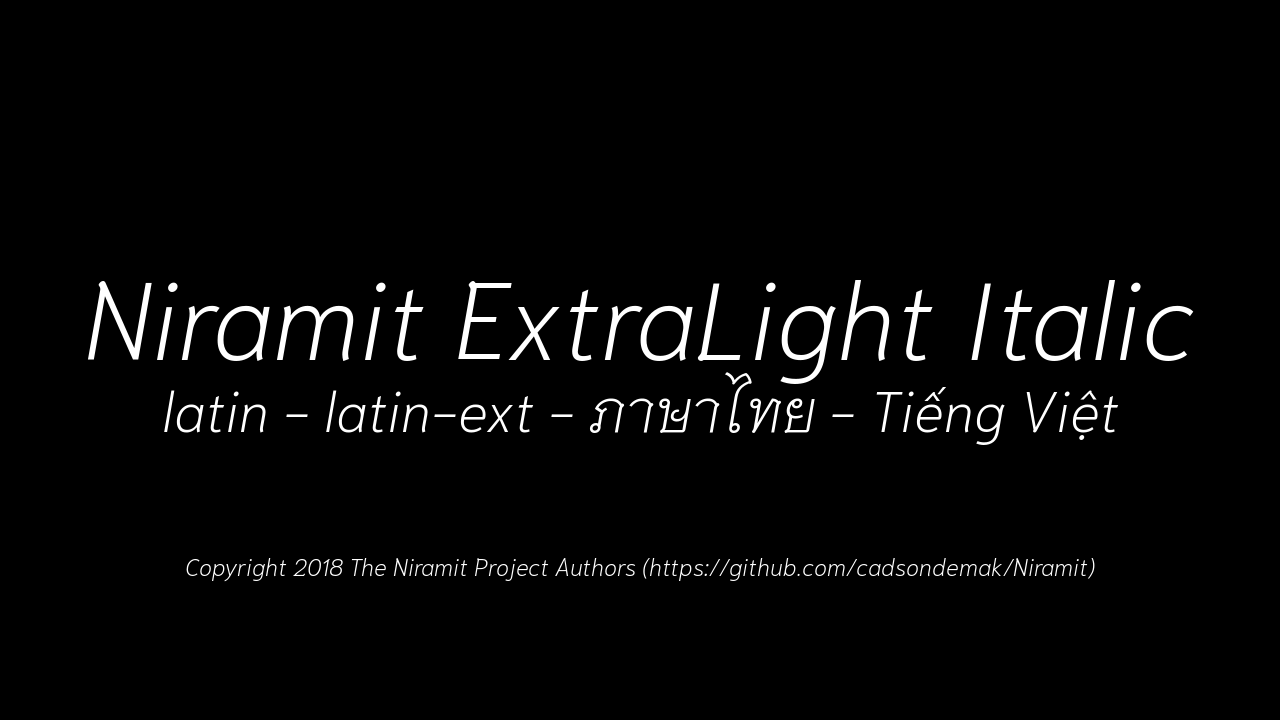 Niramit ExtraLight Italic
latin - latin-ext - ภาษาไทย - Tiếng Việt
Copyright 2018 The Niramit Project Authors (https://github.com/cadsondemak/Niramit)